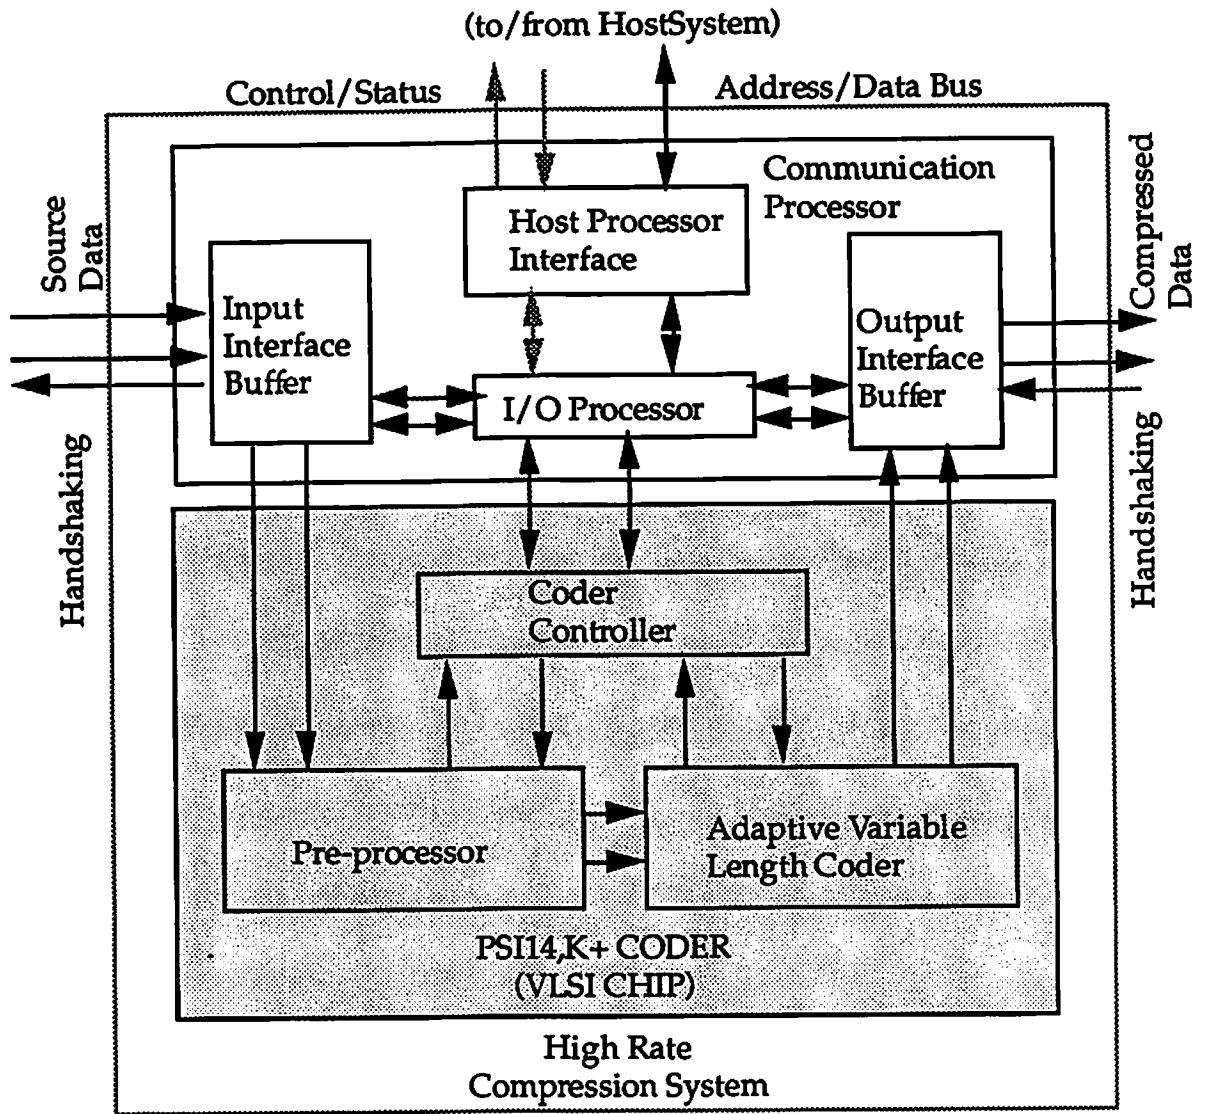 (to/from HostSystem)
Control/Status
Address/Data Bus
Communication
Processor
Source
Data
Compressed
Data
Host Processor
Interface
Input
Interface
Buffer
Output
Interface
Buffer
I/O Processor
Handshaking
Handshaking
Coder
Controller
Pre-processor
Adaptive Variable
Length Coder
PSI14,K+ CODER
(VLSI CHIP)
High Rate
Compression System